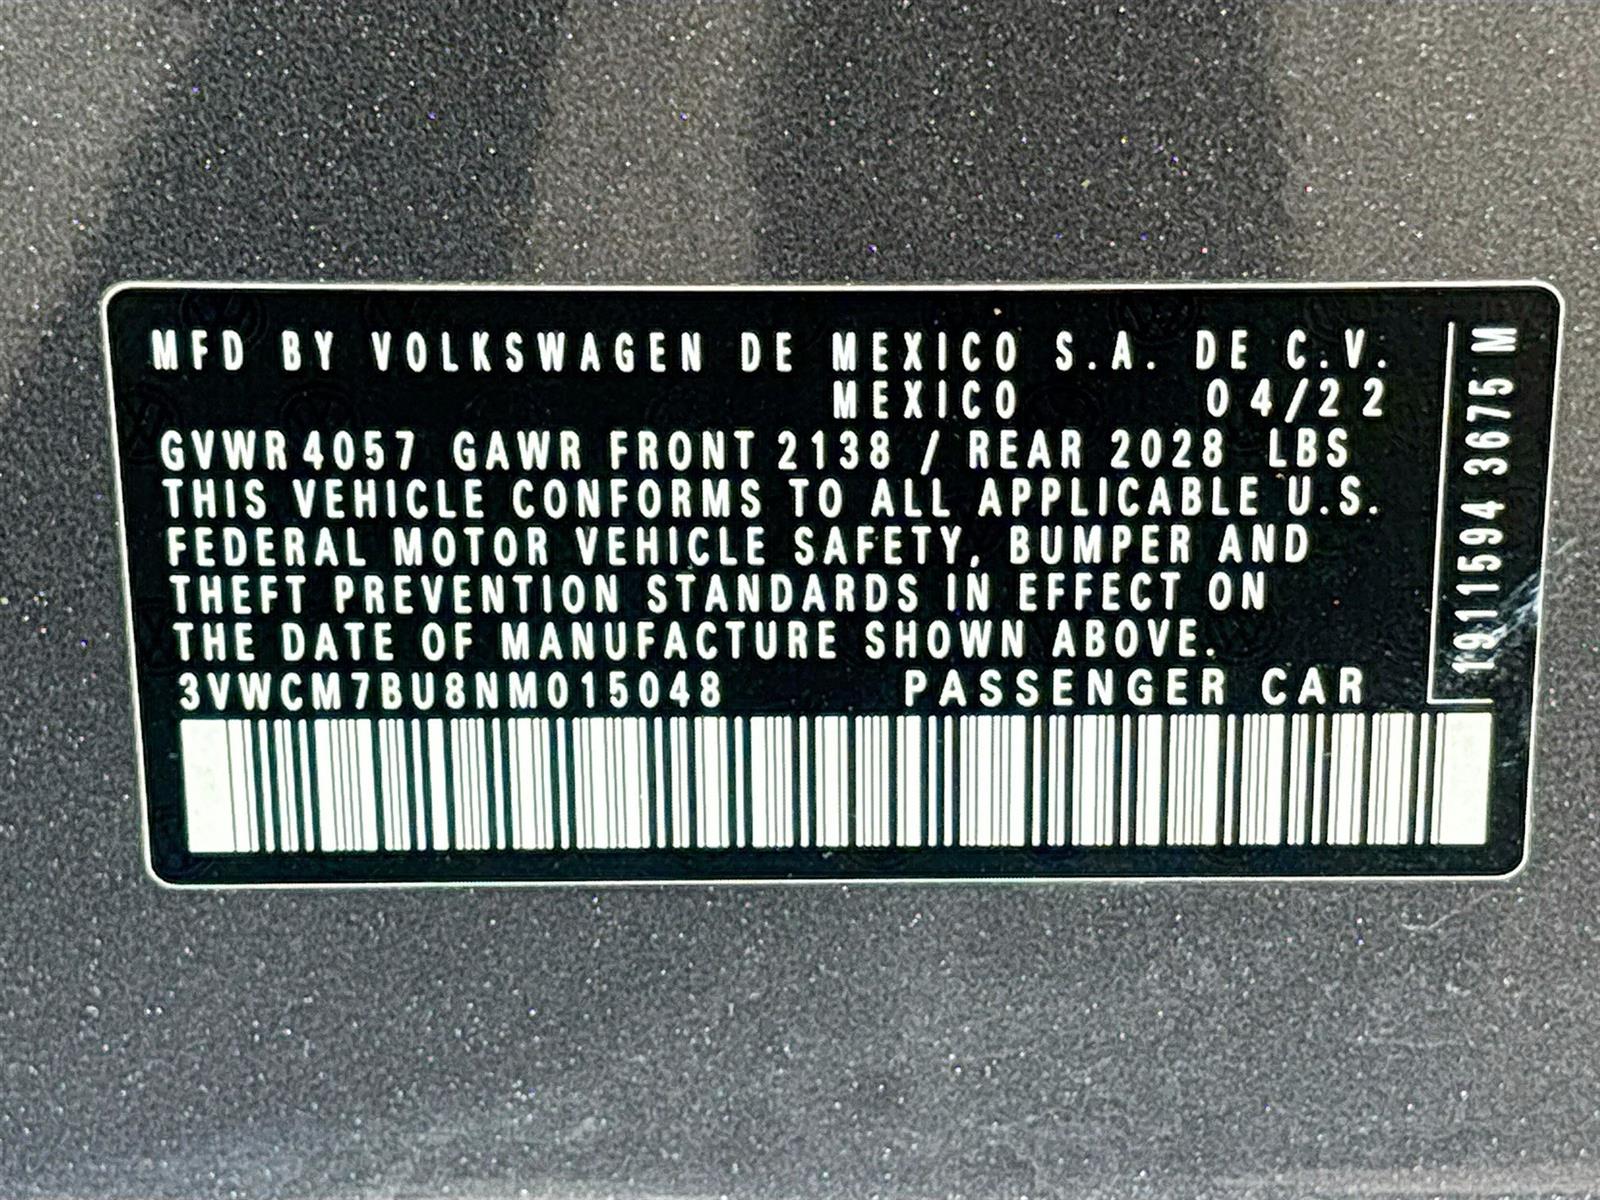 MFD BY VOLKSWAGEN DE MEXICO S.A. DE C.V.
MEXICO 04/22
GVWR 4057 GAWR FRONT 2138 / REAR 2028 LBS
THIS VEHICLE CONFORMS TO ALL APPLICABLE U.S.
FEDERAL MOTOR VEHICLE SAFETY, BUMPER AND
THEFT PREVENTION STANDARDS IN EFFECT ON
THE DATE OF MANUFACTURE SHOWN ABOVE.
3VWCM7BU8NM015048 PASSENGER CAR
1911594 3675 M